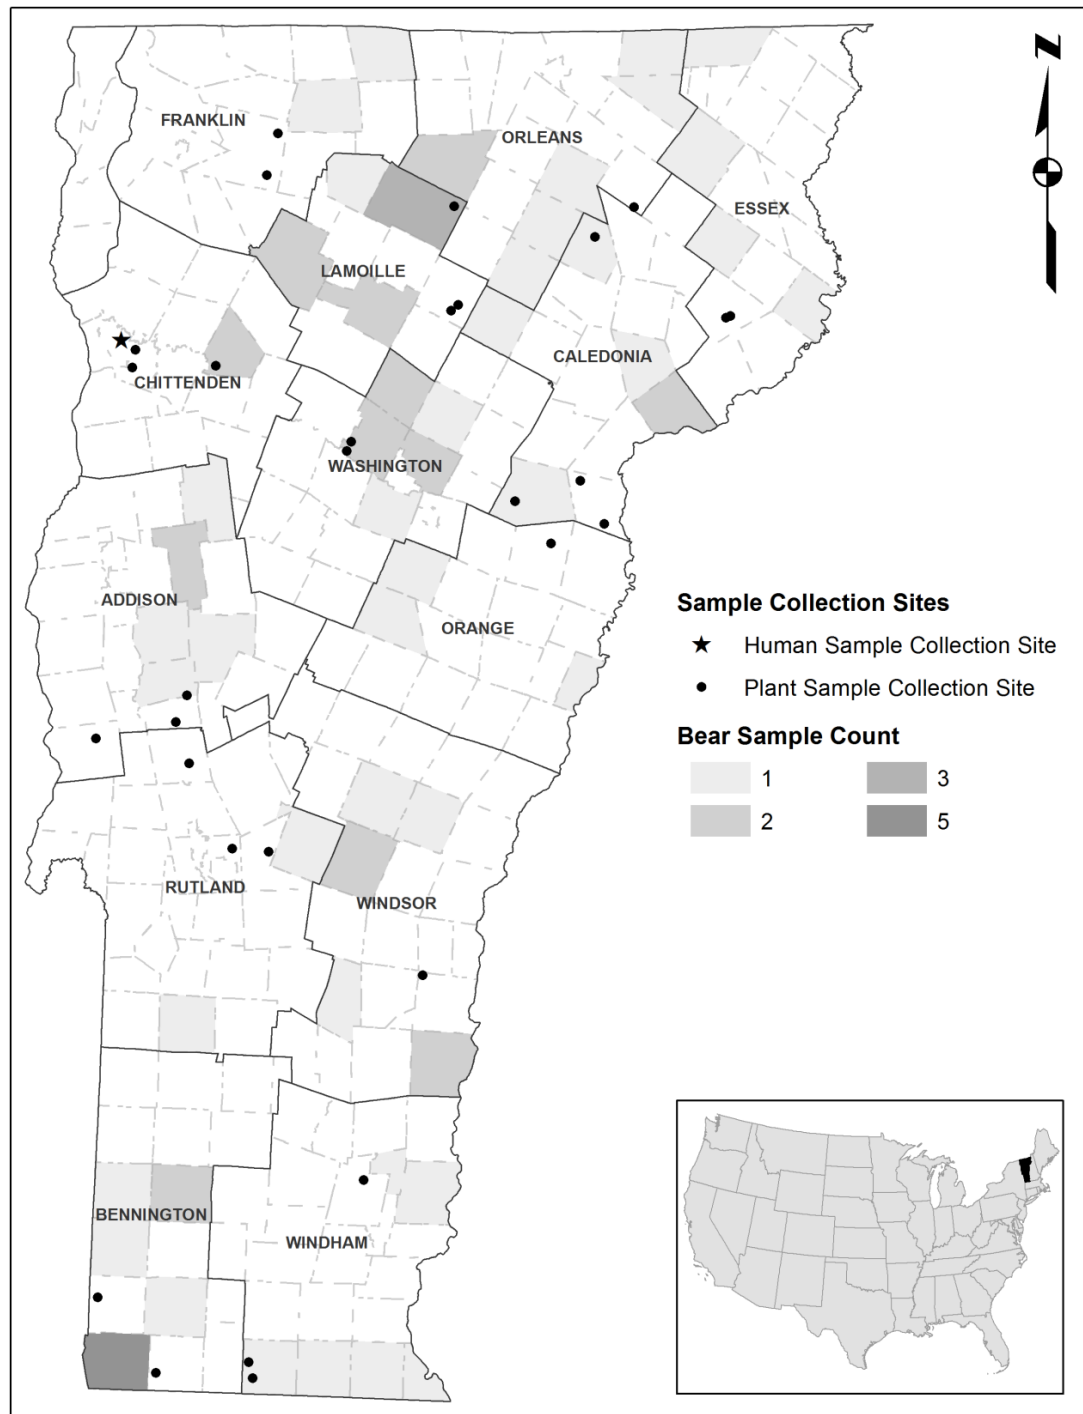 N
FRANKLIN
ORLEANS
ESSEX
LAMOILLE
CALEDONIA
CHITTENDEN
WASHINGTON
ADDISON
ORANGE
Sample Collection Sites
Human Sample Collection Site
Plant Sample Collection Site
Bear Sample Count
1 3
2 5
RUTLAND
WINDSOR
BENNINGTON
WINDHAM